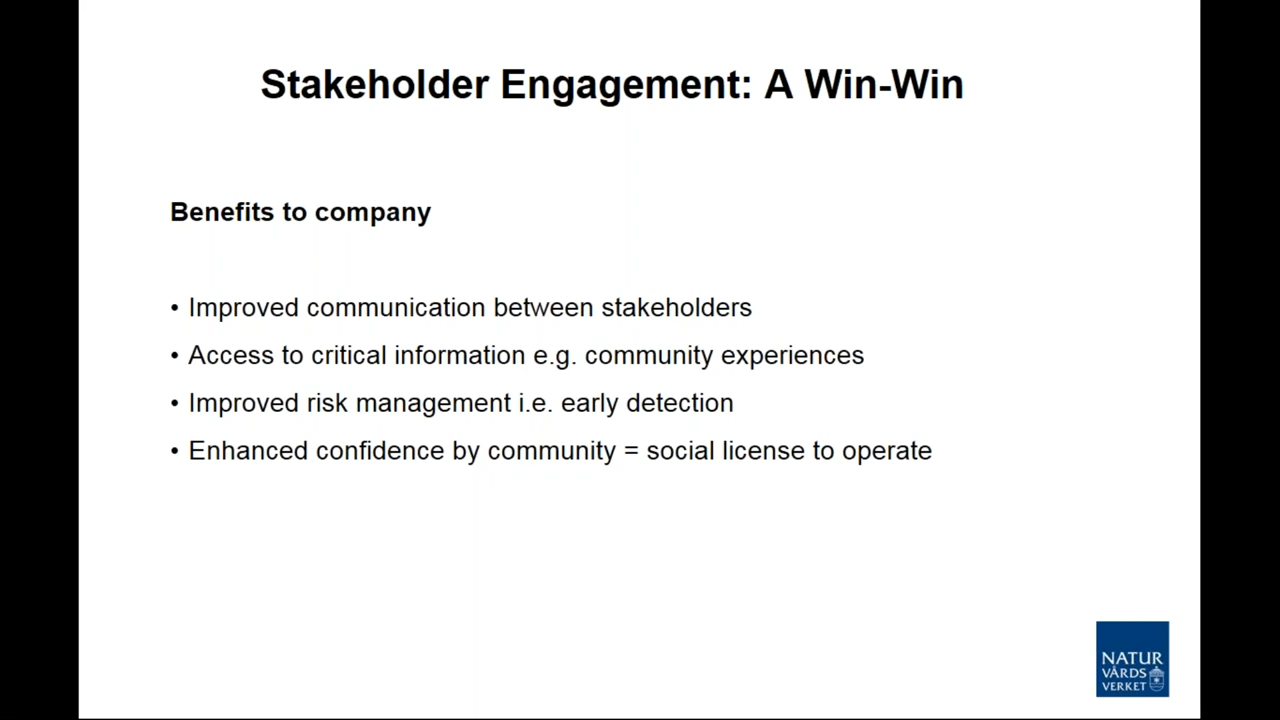 Stakeholder Engagement: A Win-Win
Benefits to company
• Improved communication between stakeholders
• Access to critical information e.g. community experiences
• Improved risk management i.e. early detection
• Enhanced confidence by community = social license to operate
NATUR
VÅRDS
VERKET